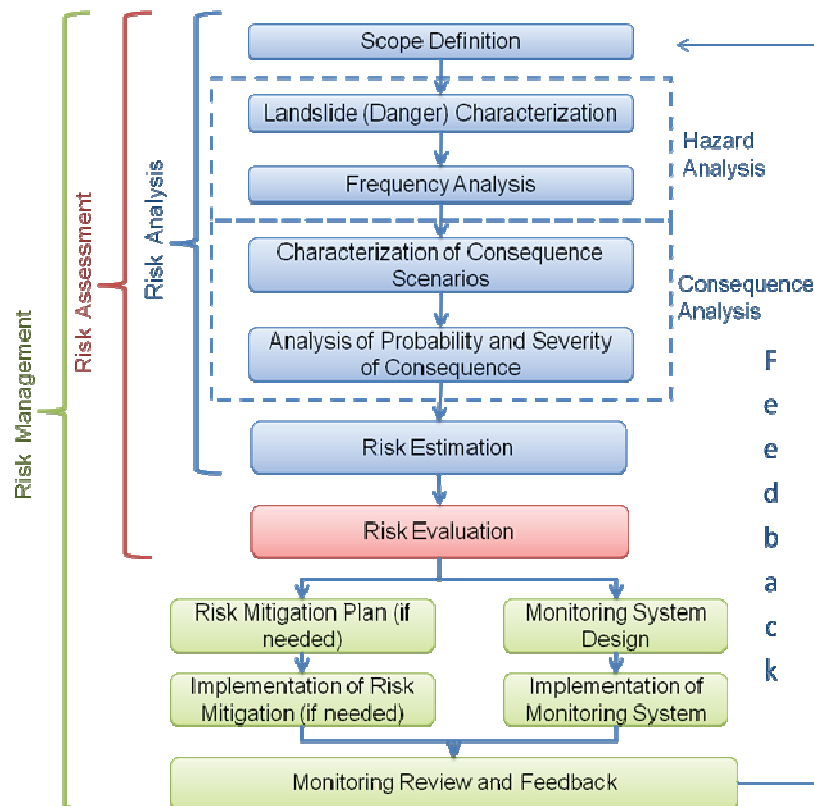 Scope Definition
Landslide (Danger) Characterization
Hazard
Analysis
Frequency Analysis
Characterization of Consequence
Scenarios
Consequence
Analysis
Analysis of Probability and Severity
of Consequence
Risk Estimation
Risk Evaluation
Risk Mitigation Plan (if
needed)
Monitoring System
Design
Implementation of Risk
Mitigation (if needed)
Implementation of
Monitoring System
Monitoring Review and Feedback
Risk Management
Risk Assessment
Risk Analysis
F
e
e
d
b
a
c
k